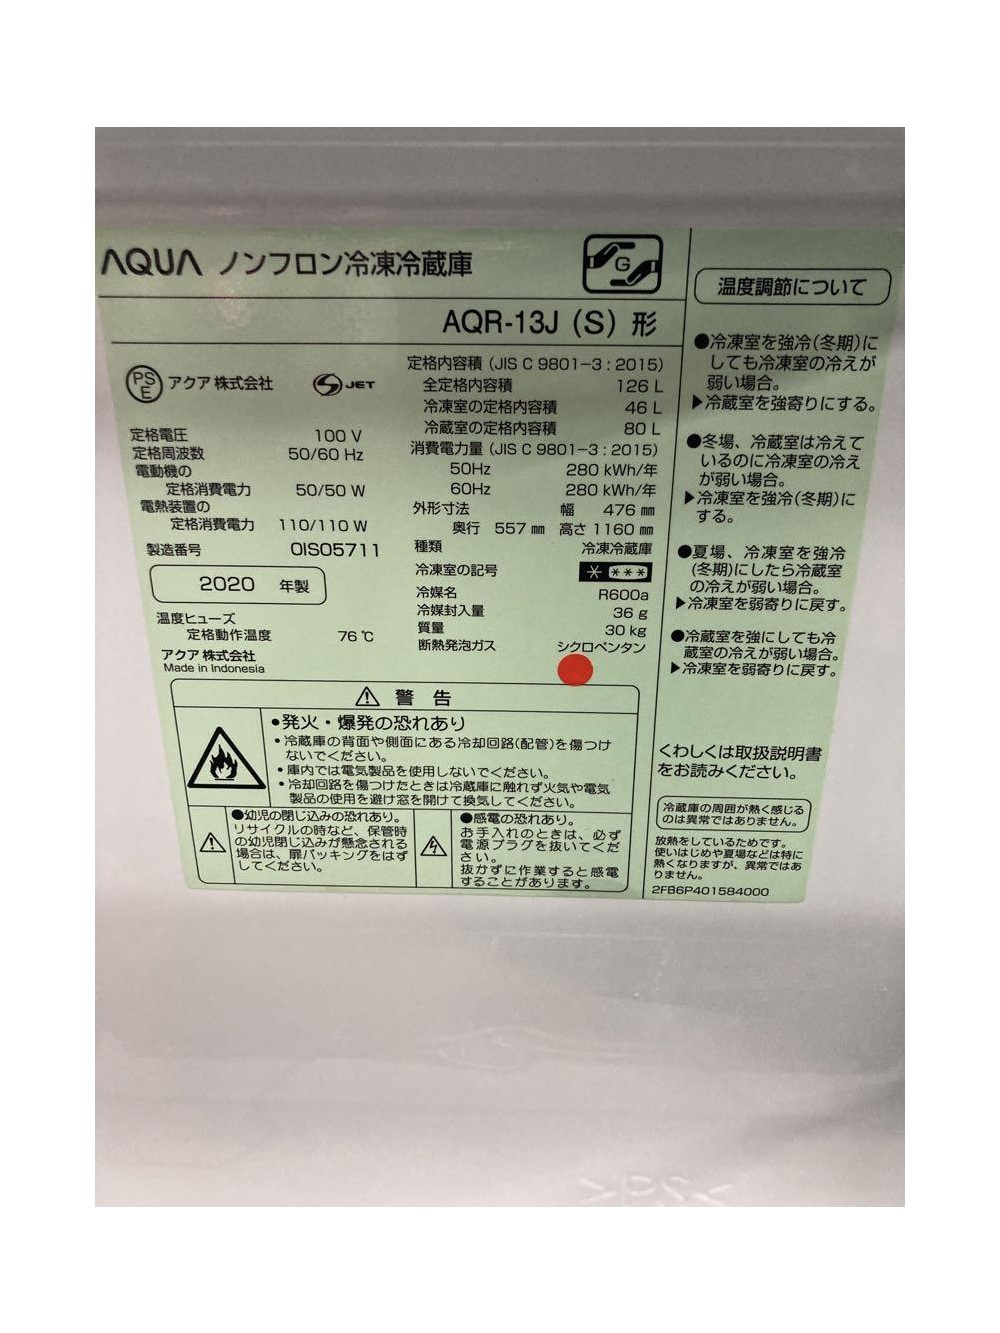 AQUA ノンフロン冷凍冷蔵庫
G
AQR-13J (S) 形
PS
E
アクア株式会社
S JET
定格電圧 100 V
定格周波数 50/60 Hz
電動機の
定格消費電力 50/50 W
電熱装置の
定格消費電力 110/110 W
製造番号 OISO5711
2020 年製
温度ヒューズ
定格動作温度 76℃
アクア株式会社
Made in Indonesia
定格内容積 (JIS C 9801-3 : 2015)
全定格内容積 126 L
冷凍室の定格内容積 46 L
冷蔵室の定格内容積 80 L
消費電力量 (JIS C 9801-3 : 2015)
50Hz 280 kWh/年
60Hz 280 kWh/年
外形寸法 幅 476 ㎜
奥行 557 ㎜ 高さ 1160 ㎜
種類 冷凍冷蔵庫
冷凍室の記号 * ***
冷媒名 R600a
冷媒封入量 36 g
質量 30 kg
断熱発泡ガス シクロペンタン
警告
●発火・爆発の恐れあり
・冷蔵庫の背面や側面にある冷却回路(配管)を傷つけ
ないでください。
・庫内では電気製品を使用しないでください。
・冷却回路を傷つけたときは冷蔵庫に触れず火気や電気
製品の使用を避け窓を開けて換気してください。
●幼児の閉じ込みの恐れあり。
リサイクルの時など、保管時
の幼児閉じ込みが懸念される
場合は、扉パッキングをはず
してください。
●感電の恐れあり。
お手入れのときは、必ず
電源プラグを抜いてくだ
さい。
抜かずに作業すると感電
することがあります。
温度調節について
●冷凍室を強冷(冬期)に
しても冷凍室の冷えが
弱い場合。
▶冷蔵室を強寄りにする。
●冬場、冷蔵室は冷えて
いるのに冷凍室の冷え
が弱い場合。
▶冷凍室を強冷(冬期)に
する。
●夏場、冷凍室を強冷
(冬期)にしたら冷蔵室
の冷えが弱い場合。
▶冷凍室を弱寄りに戻す。
●冷蔵室を強にしても冷
蔵室の冷えが弱い場合。
▶冷凍室を弱寄りに戻す。
くわしくは取扱説明書
をお読みください。
冷蔵庫の周囲が熱く感じる
のは異常ではありません。
放熱をしているためです。
使いはじめや夏場などは特に
熱くなりますが、異常ではあ
りません。
2FB6P401584000
>PS<